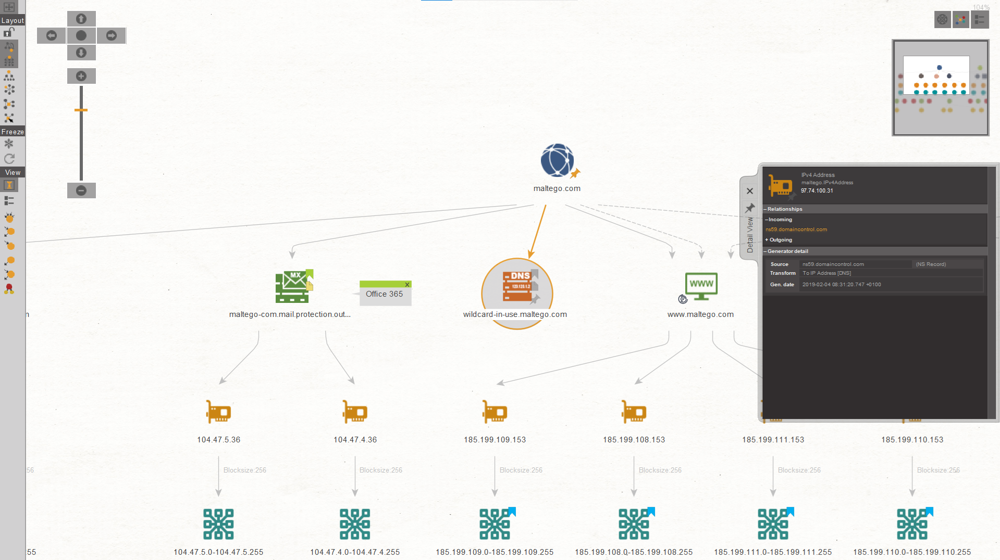 104%
Layout
Freeze
View
maltego.com
MX
Office 365
X
DNS
123.123.1.2
WWW
maltego-com.mail.protection.out...
wildcard-in-use.maltego.com
www.maltego.com
Detail View
IPv4 Address
maltego.IPv4Address
97.74.100.31
– Relationships
– Incoming
ns59.domaincontrol.com
+ Outgoing
– Generator detail
Source ns59.domaincontrol.com (NS Record)
Transform To IP Address [DNS]
Gen. date 2019-02-04 08:31:20.747 +0100
104.47.5.36
104.47.4.36
185.199.109.153
185.199.108.153
185.199.111.153
185.199.110.153
56
Blocksize:256
Blocksize:256
Blocksize:256
Blocksize:256
Blocksize:256
Blocksize:256
.55
104.47.5.0-104.47.5.255
104.47.4.0-104.47.4.255
185.199.109.0-185.199.109.255
185.199.108.0-185.199.108.255
185.199.111.0-185.199.111.255
185.199.110.0-185.199.110.255